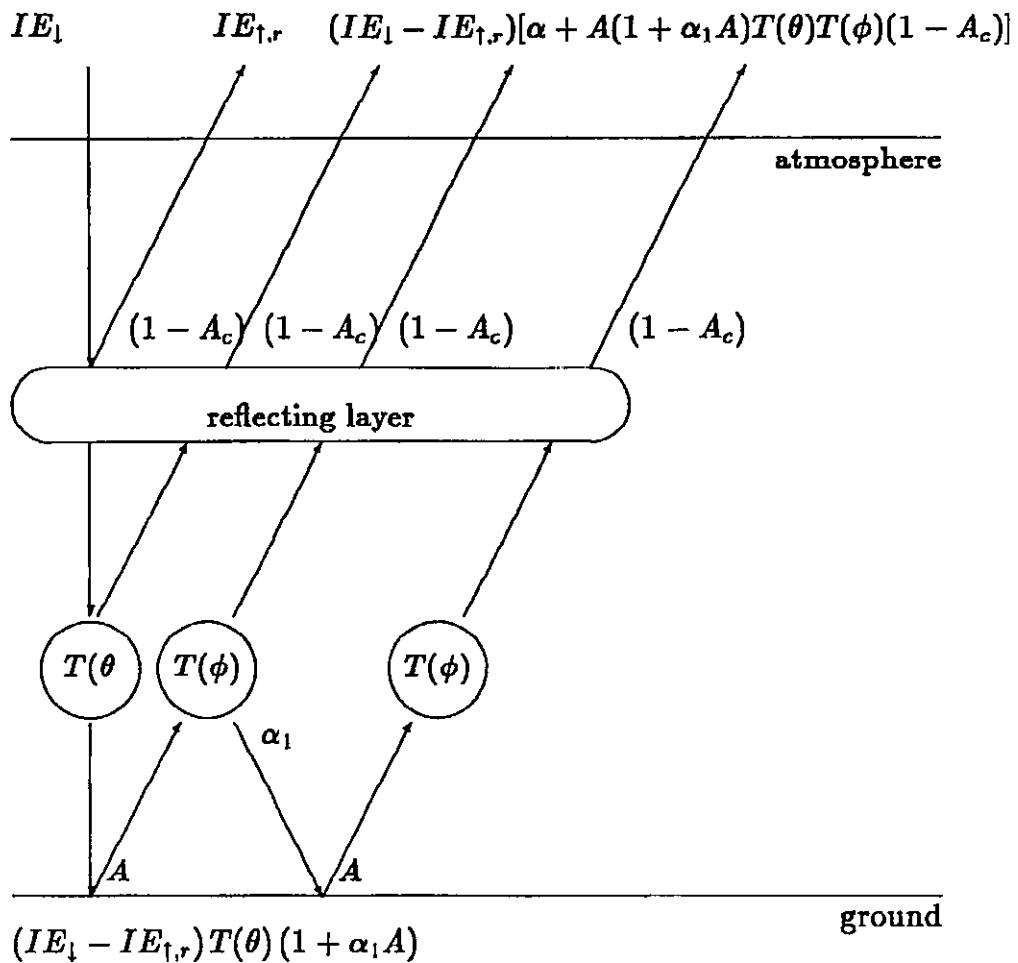 IE↓ IE↑,r (IE↓ − IE↑,r)[α + A(1 + α₁A)T(θ)T(ϕ)(1 − A_c)]
atmosphere
(1 − A_c) (1 − A_c) (1 − A_c) (1 − A_c)
reflecting layer
T(θ T(ϕ) T(ϕ)
α₁
A A
ground
(IE↓ − IE↑,r)T(θ)(1 + α₁A)